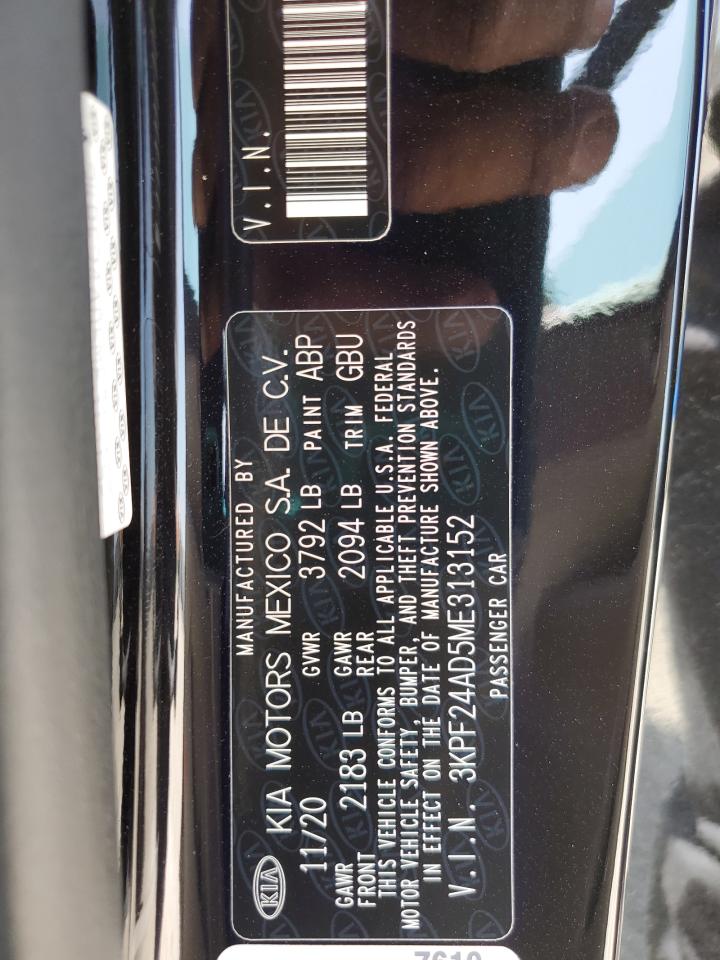 V.I.N.
MANUFACTURED BY
KIA KIA MOTORS MEXICO S.A. DE C.V.
11/20 GVWR 3792 LB PAINT ABP
GAWR FRONT 2183 LB GAWR REAR 2094 LB TRIM GBU
THIS VEHICLE CONFORMS TO ALL APPLICABLE U.S.A. FEDERAL
MOTOR VEHICLE SAFETY, BUMPER, AND THEFT PREVENTION STANDARDS
IN EFFECT ON THE DATE OF MANUFACTURE SHOWN ABOVE.
V.I.N. 3KPF24AD5ME313152
PASSENGER CAR